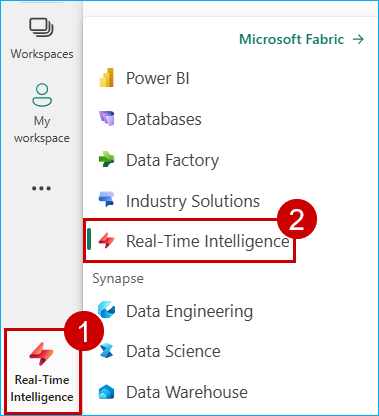 Workspaces
My
workspace
Real-Time
Intelligence
1
Microsoft Fabric →
Power BI
Databases
Data Factory
Industry Solutions
Real-Time Intelligence
2
Synapse
Data Engineering
Data Science
Data Warehouse